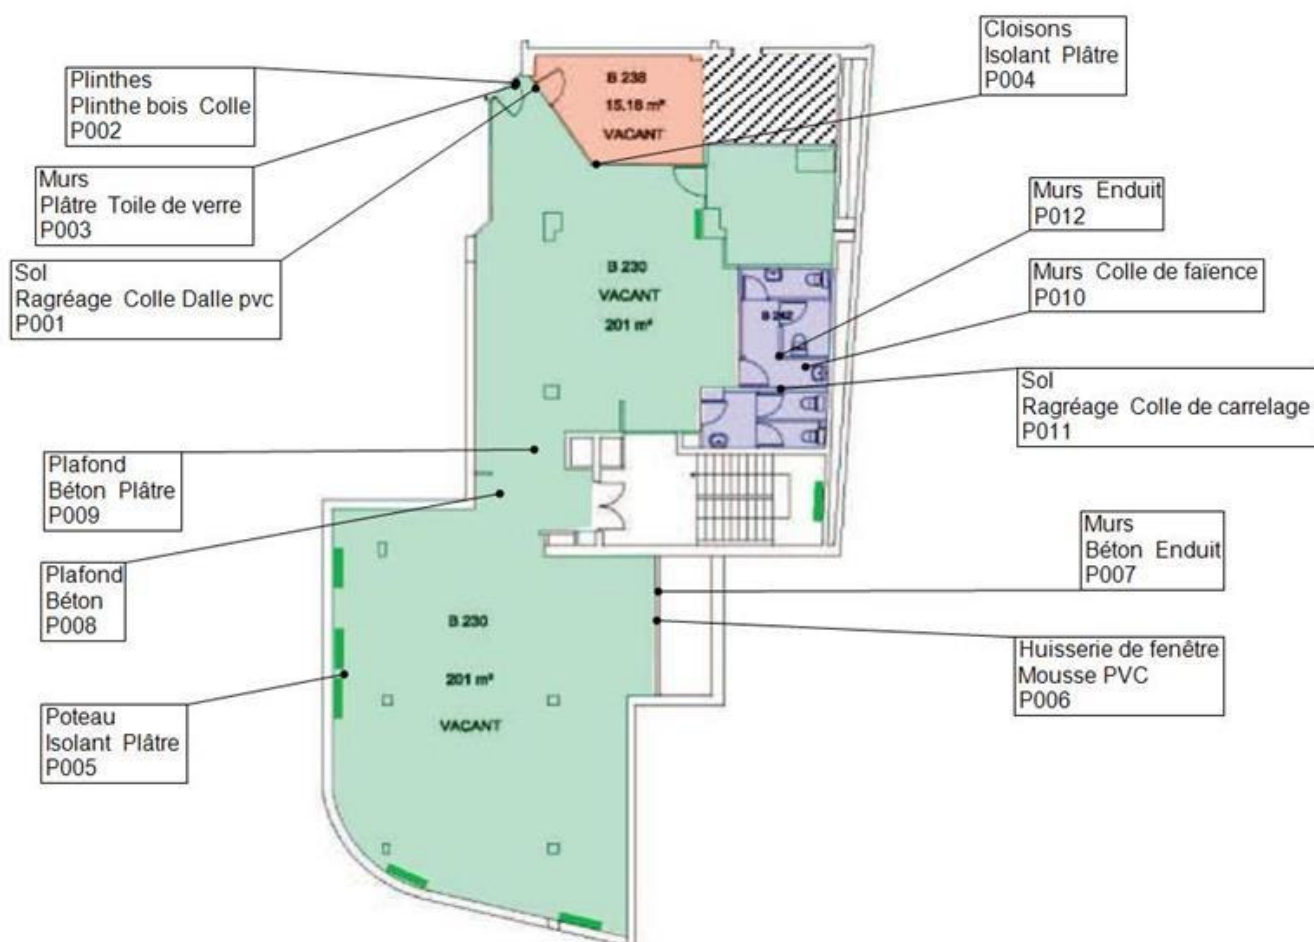 Cloisons
Isolant Plâtre
P004
Plinthes
Plinthe bois Colle
P002
B 238
15.18 m²
VACANT
Murs
Plâtre Toile de verre
P003
Murs Enduit
P012
Sol
Ragréage Colle Dalle pvc
P001
B 230
VACANT
201 m²
Murs Colle de faïence
P010
B 242
Sol
Ragréage Colle de carrelage
P011
Plafond
Béton Plâtre
P009
Murs
Béton Enduit
P007
Plafond
Béton
P008
B 230
201 m²
VACANT
Huisserie de fenêtre
Mousse PVC
P006
Poteau
Isolant Plâtre
P005